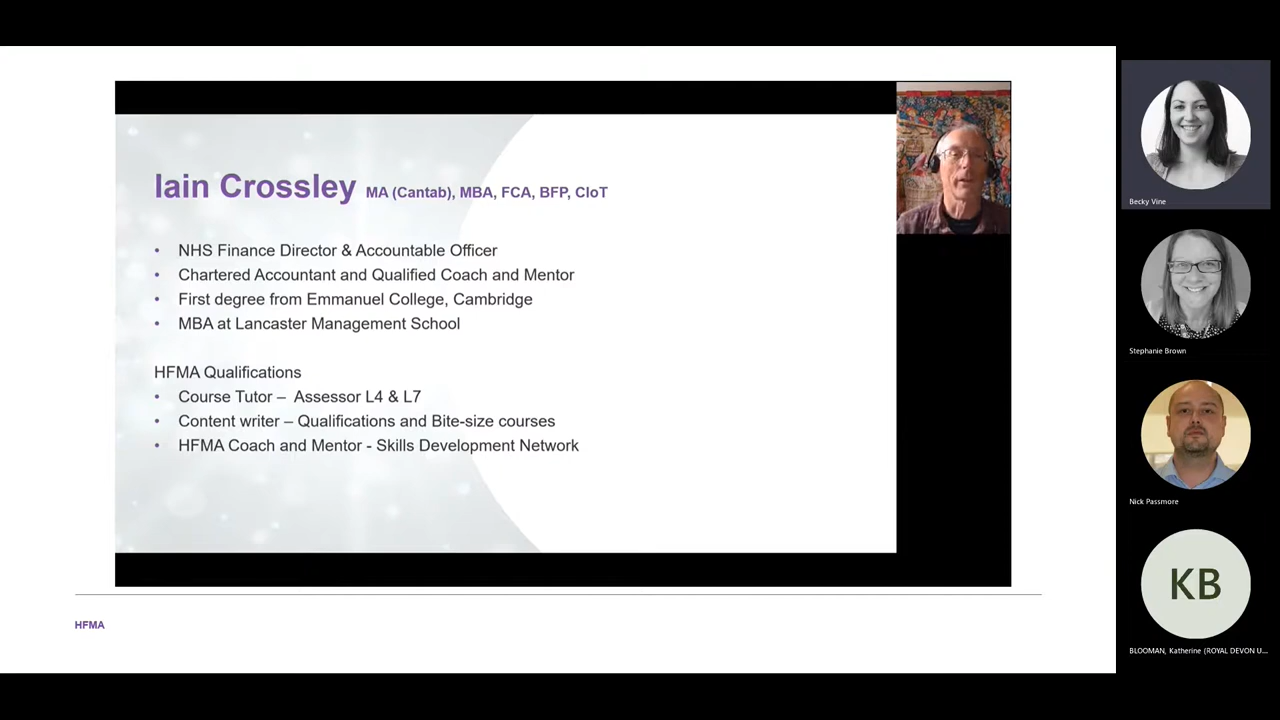 Iain Crossley MA (Cantab), MBA, FCA, BFP, CIoT
• NHS Finance Director & Accountable Officer
• Chartered Accountant and Qualified Coach and Mentor
• First degree from Emmanuel College, Cambridge
• MBA at Lancaster Management School
HFMA Qualifications
• Course Tutor – Assessor L4 & L7
• Content writer – Qualifications and Bite-size courses
• HFMA Coach and Mentor - Skills Development Network
HFMA
Becky Vine
Stephanie Brown
Nick Passmore
KB
BLOOMAN, Katherine (ROYAL DEVON U...